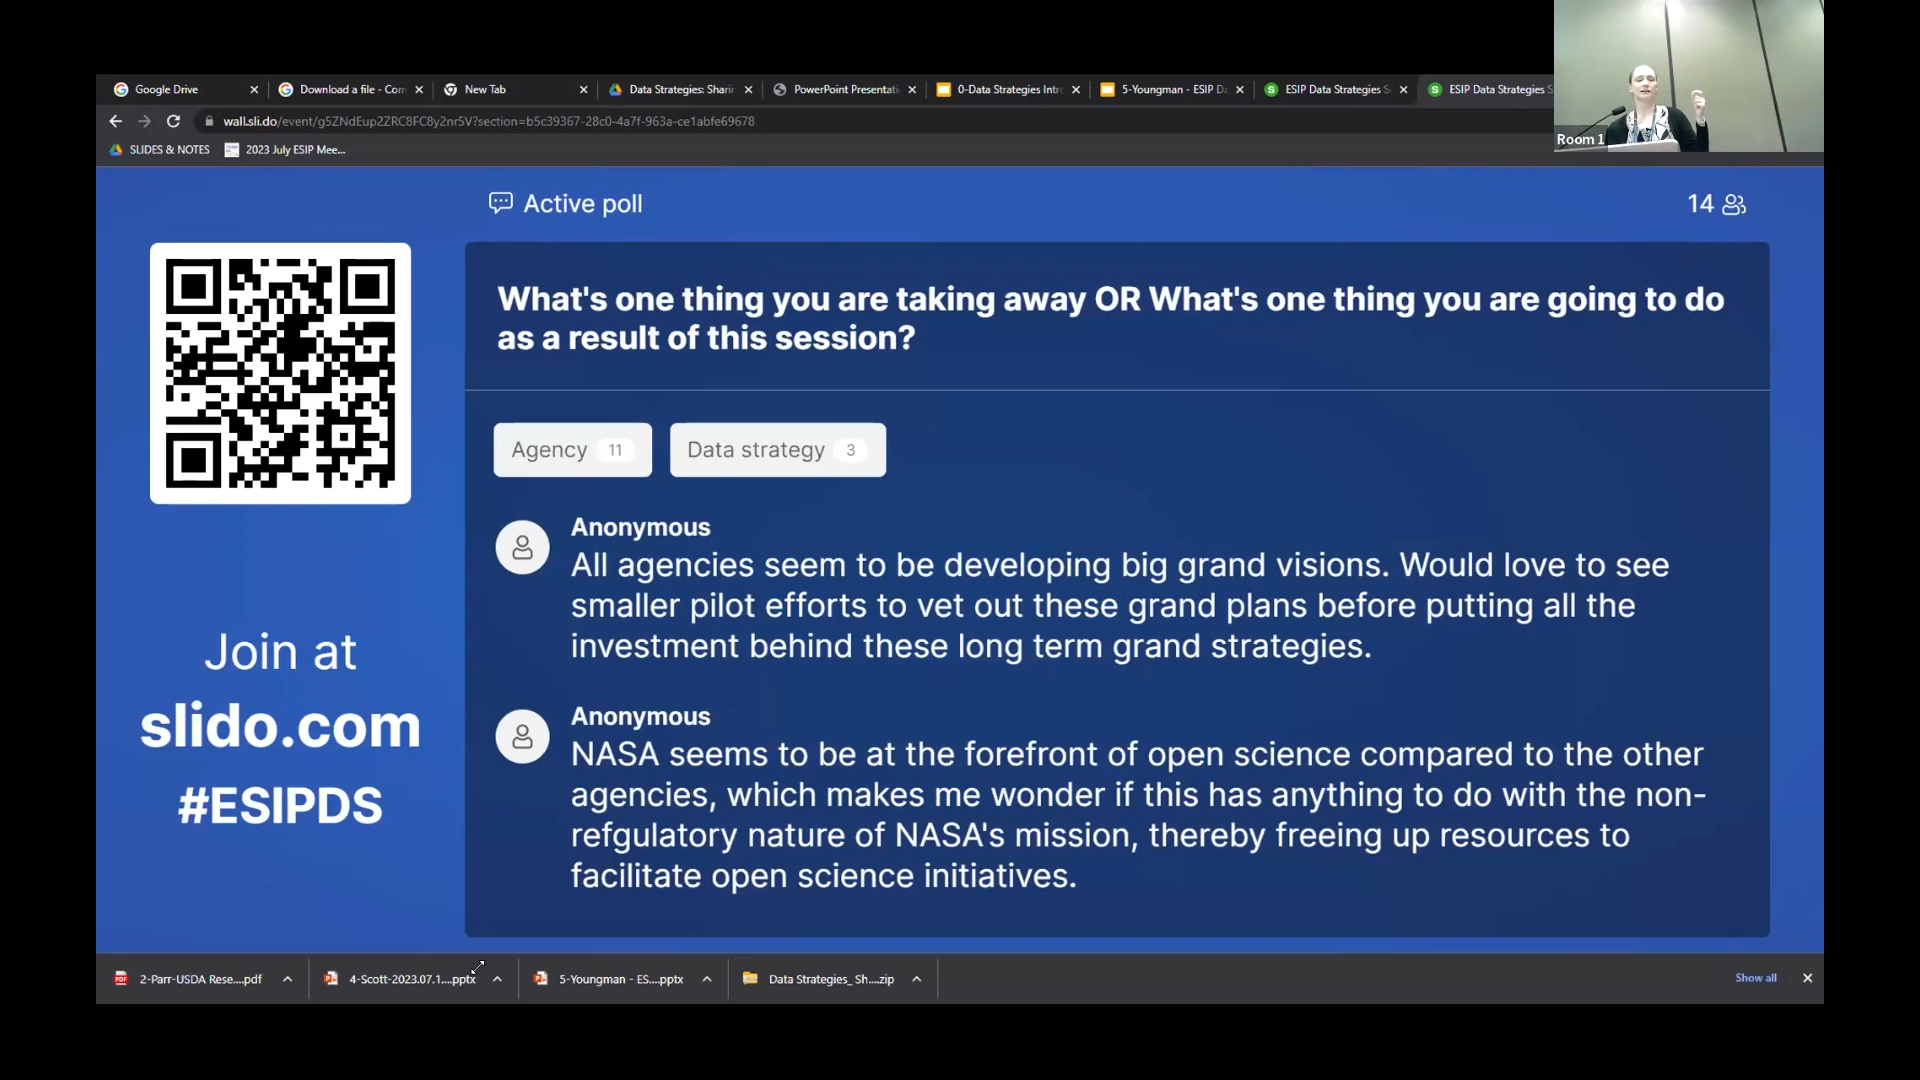 Google Drive
Download a file - Con
New Tab
Data Strategies: Sharin
PowerPoint Presentatic
0-Data Strategies Intro
5-Youngman - ESIP Da
ESIP Data Strategies S
ESIP Data Strategies S
wall.sli.do/event/g5ZNdEup2ZRC8FC8y2nr5V?section=b5c39367-28c0-4a7f-963a-ce1abfe69678
SLIDES & NOTES
2023 July ESIP Mee...
Room 1
Active poll
14
What's one thing you are taking away OR What's one thing you are going to do
as a result of this session?
Agency 11
Data strategy 3
Anonymous
All agencies seem to be developing big grand visions. Would love to see
smaller pilot efforts to vet out these grand plans before putting all the
investment behind these long term grand strategies.
Anonymous
NASA seems to be at the forefront of open science compared to the other
agencies, which makes me wonder if this has anything to do with the non-
refgulatory nature of NASA's mission, thereby freeing up resources to
facilitate open science initiatives.
Join at
slido.com
#ESIPDS
2-Parr-USDA Rese....pdf
4-Scott-2023.07.1....pptx
5-Youngman - ES....pptx
Data Strategies_ Sh....zip
Show all